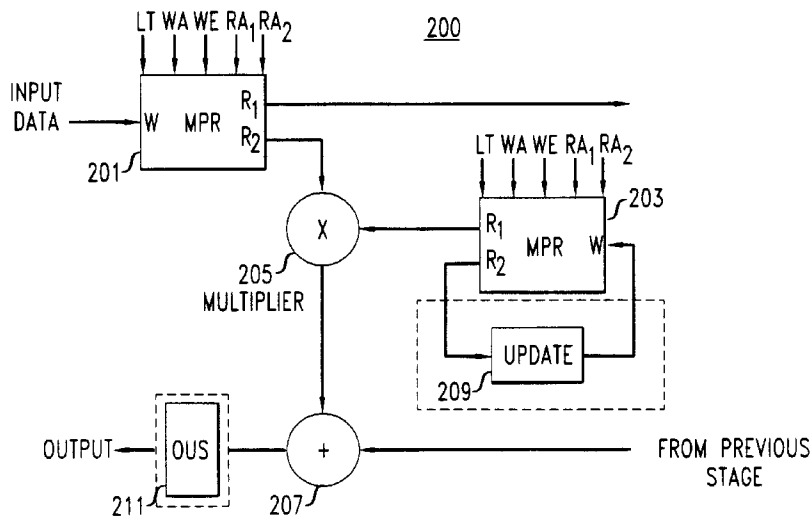 200
LT WA WE RA1 RA2
INPUT
DATA
W MPR R1
R2
201
LT WA WE RA1 RA2
203
R1
MPR W
R2
X
205
MULTIPLIER
UPDATE
209
OUTPUT
OUS
211
+
207
FROM PREVIOUS
STAGE